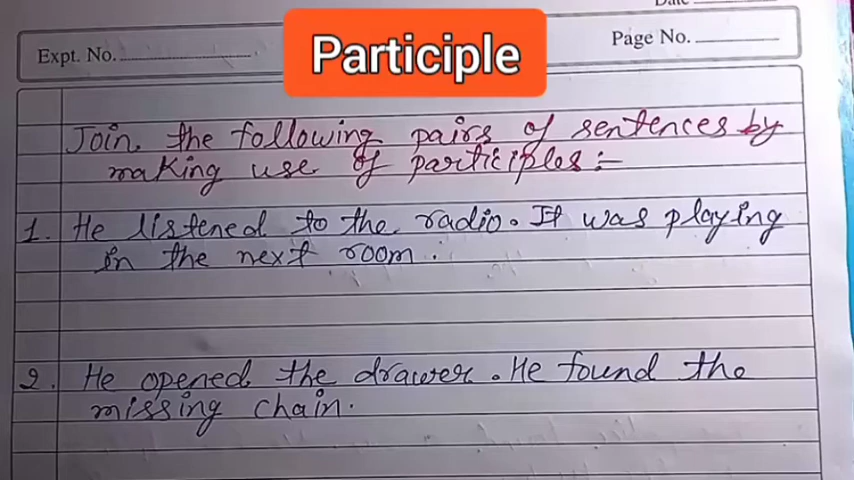 Date
Expt. No.
Page No.
Participle
Join the following pairs of sentences by
making use of participles:-
1. He listened to the radio. It was playing
in the next room.
2. He opened the drawer. He found the
missing chain.